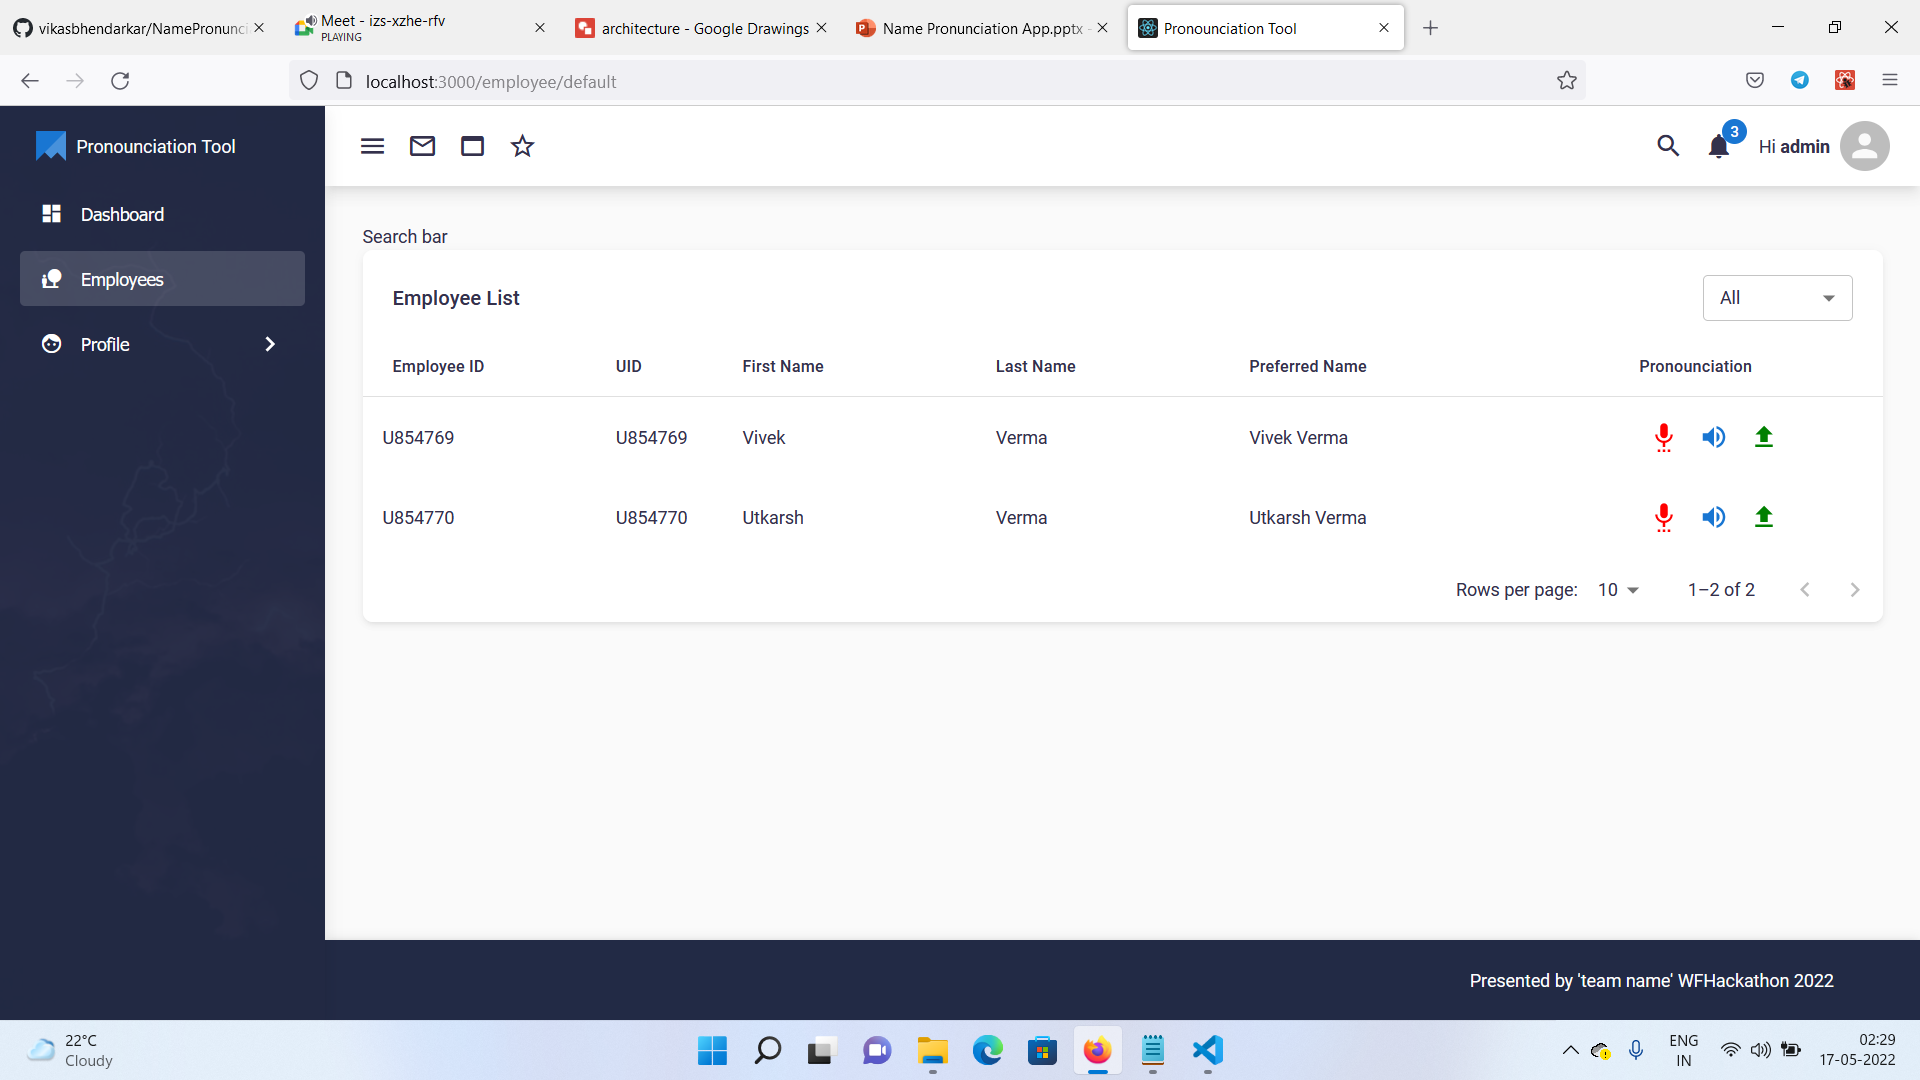 vikasbhendarkar/NamePronunci
Meet - izs-xzhe-rfv
PLAYING
architecture - Google Drawings
Name Pronunciation App.pptx -
Pronounciation Tool
localhost:3000/employee/default
Pronounciation Tool
3
Hi admin
Dashboard
Employees
Profile
Search bar
Employee List
All
Employee ID UID First Name Last Name Preferred Name Pronounciation
U854769 U854769 Vivek Verma Vivek Verma
U854770 U854770 Utkarsh Verma Utkarsh Verma
Rows per page: 10 1–2 of 2
Presented by 'team name' WFHackathon 2022
22°C
Cloudy
ENG
IN
02:29
17-05-2022